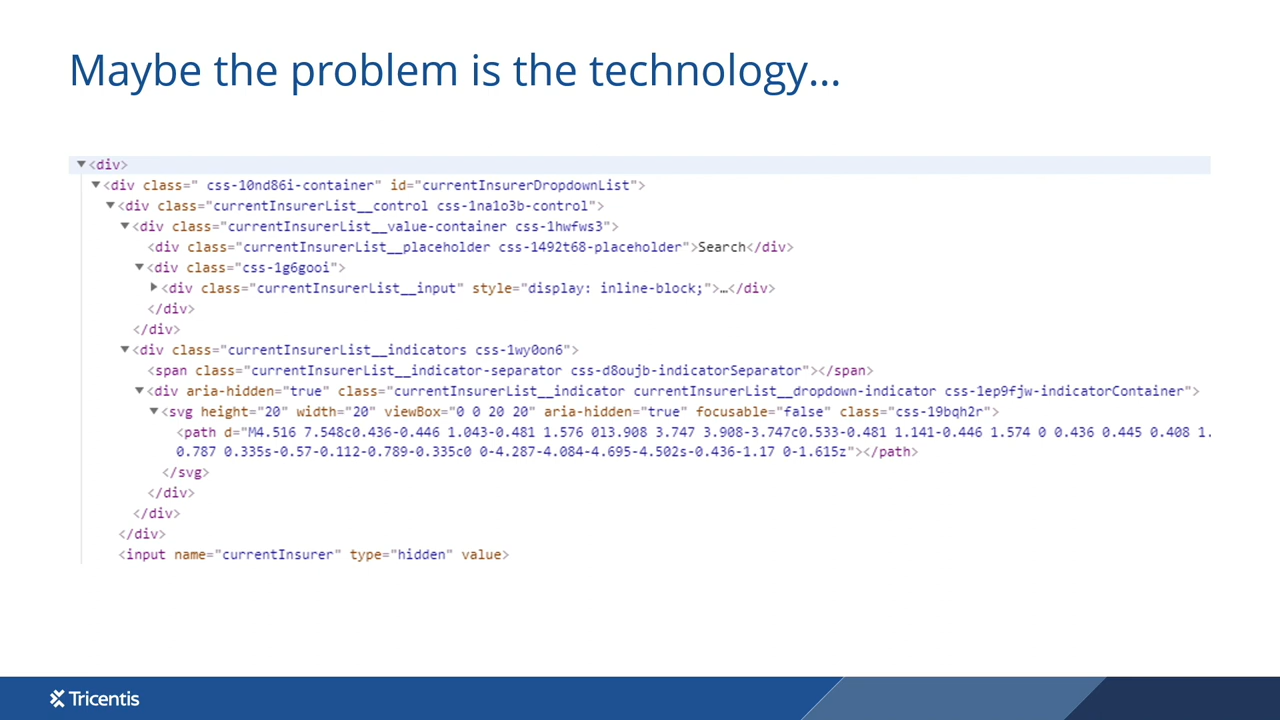 Maybe the problem is the technology...
<div>
<div class=" css-10nd86i-container" id="currentInsurerDropdownList">
<div class="currentInsurerList__control css-1na1o3b-control">
<div class="currentInsurerList__value-container css-1hwfws3">
<div class="currentInsurerList__placeholder css-1492t68-placeholder">Search</div>
<div class="css-1g6gooi">
<div class="currentInsurerList__input" style="display: inline-block;">…</div>
</div>
</div>
<div class="currentInsurerList__indicators css-1wy0on6">
<span class="currentInsurerList__indicator-separator css-d8oujb-indicatorSeparator"></span>
<div aria-hidden="true" class="currentInsurerList__indicator currentInsurerList__dropdown-indicator css-1ep9fjw-indicatorContainer">
<svg height="20" width="20" viewBox="0 0 20 20" aria-hidden="true" focusable="false" class="css-19bqh2r">
<path d="M4.516 7.548c0.436-0.446 1.043-0.481 1.576 0l3.908 3.747 3.908-3.747c0.533-0.481 1.141-0.446 1.574 0 0.436 0.445 0.408 1.
0.787 0.335s-0.57-0.112-0.789-0.335c0 0-4.287-4.084-4.695-4.502s-0.436-1.17 0-1.615z"></path>
</svg>
</div>
</div>
</div>
<input name="currentInsurer" type="hidden" value>
Tricentis